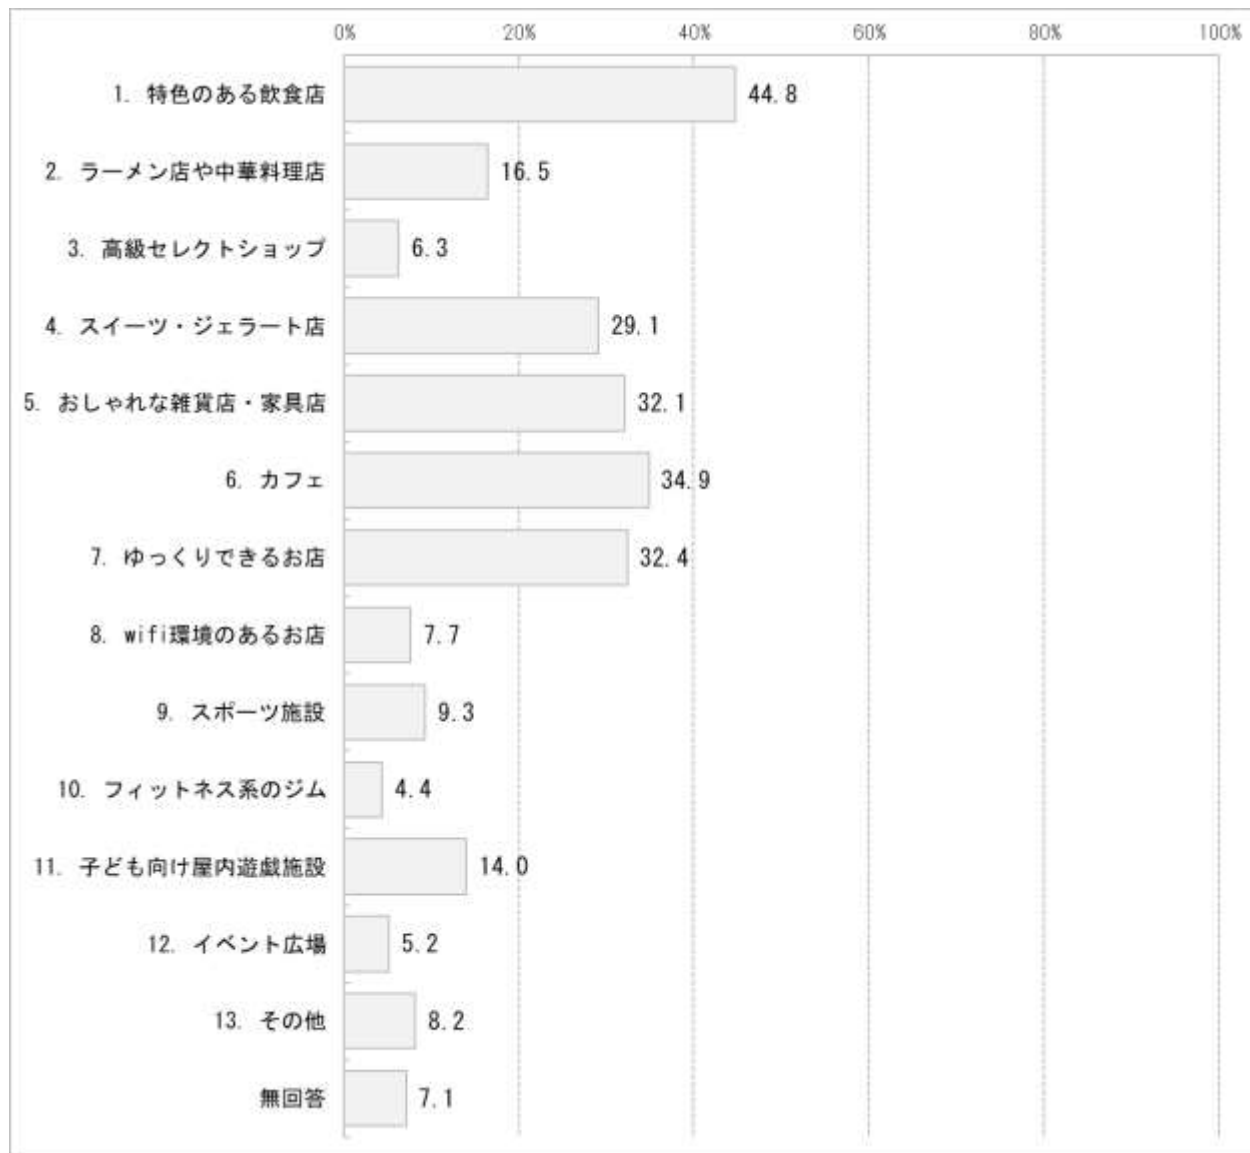 0% 20% 40% 60% 80% 100%
1. 特色のある飲食店 44.8
2. ラーメン店や中華料理店 16.5
3. 高級セレクトショップ 6.3
4. スイーツ・ジェラート店 29.1
5. おしゃれな雑貨店・家具店 32.1
6. カフェ 34.9
7. ゆっくりできるお店 32.4
8. wifi環境のあるお店 7.7
9. スポーツ施設 9.3
10. フィットネス系のジム 4.4
11. 子ども向け屋内遊戯施設 14.0
12. イベント広場 5.2
13. その他 8.2
無回答 7.1